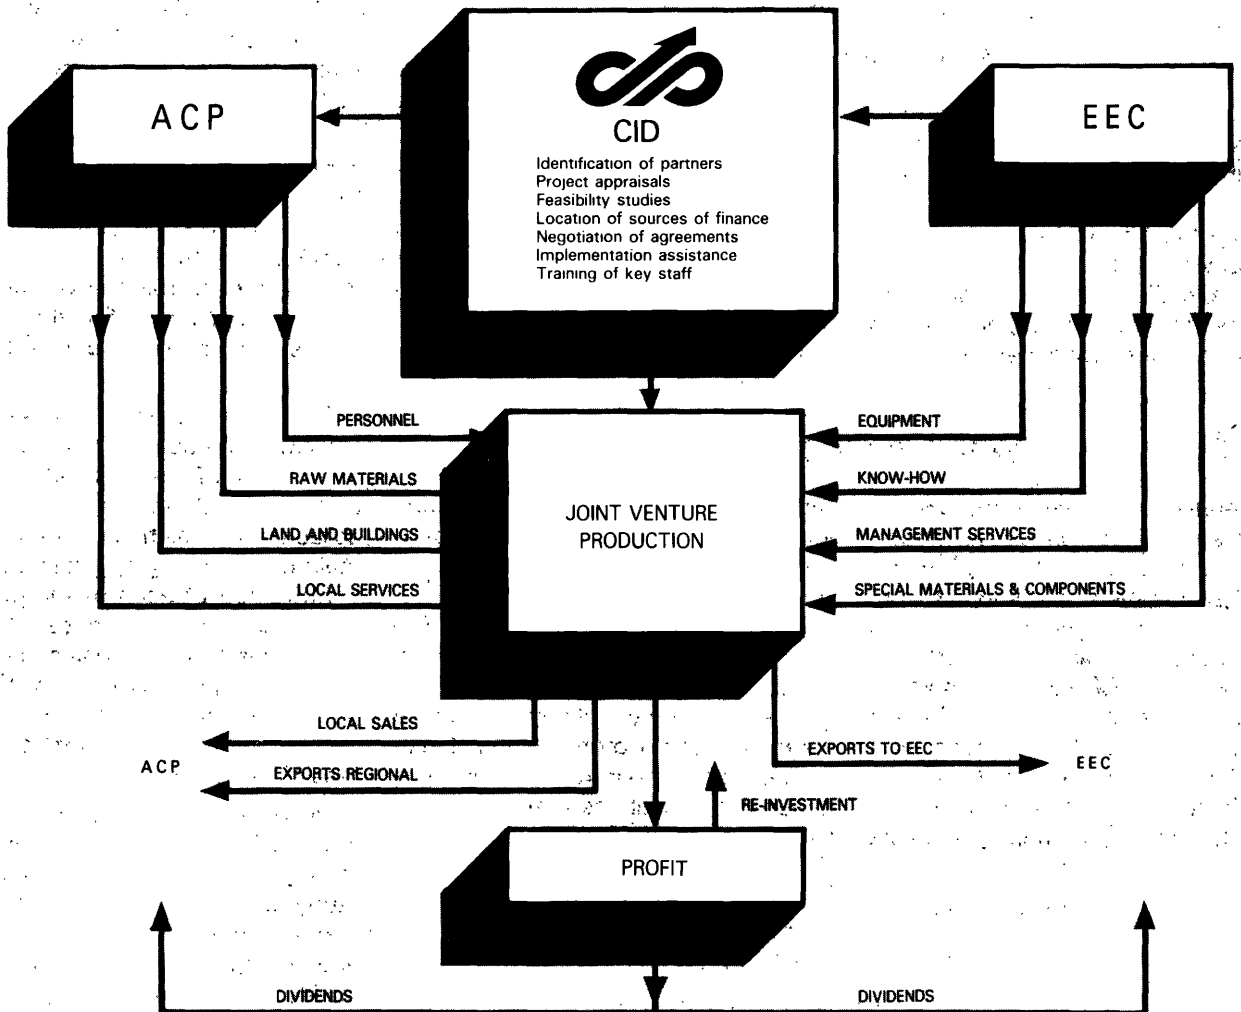 ACP
EEC
CID
Identification of partners
Project appraisals
Feasibility studies
Location of sources of finance
Negotiation of agreements
Implementation assistance
Training of key staff
PERSONNEL
EQUIPMENT
RAW MATERIALS
KNOW-HOW
JOINT VENTURE
PRODUCTION
LAND AND BUILDINGS
MANAGEMENT SERVICES
LOCAL SERVICES
SPECIAL MATERIALS & COMPONENTS
LOCAL SALES
EXPORTS TO EEC
ACP
EEC
EXPORTS REGIONAL
RE-INVESTMENT
PROFIT
DIVIDENDS
DIVIDENDS